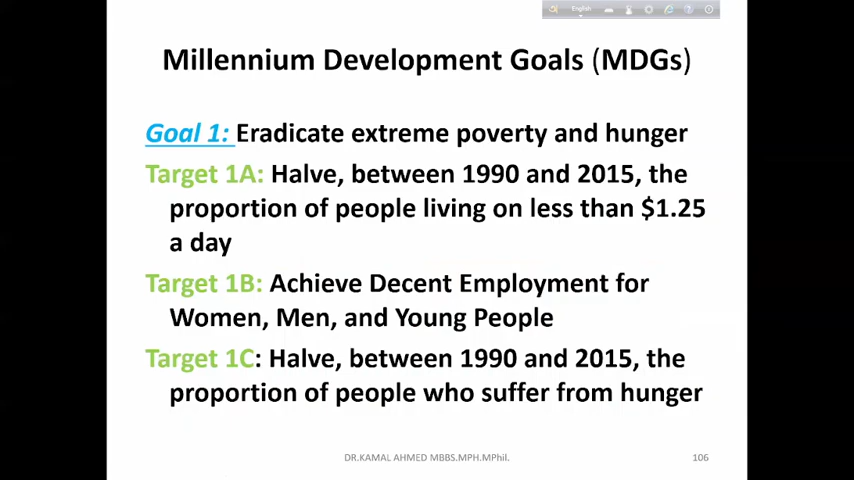 English
Millennium Development Goals (MDGs)
Goal 1: Eradicate extreme poverty and hunger
Target 1A: Halve, between 1990 and 2015, the
proportion of people living on less than $1.25
a day
Target 1B: Achieve Decent Employment for
Women, Men, and Young People
Target 1C: Halve, between 1990 and 2015, the
proportion of people who suffer from hunger
DR.KAMAL AHMED MBBS.MPH.MPhil.
106